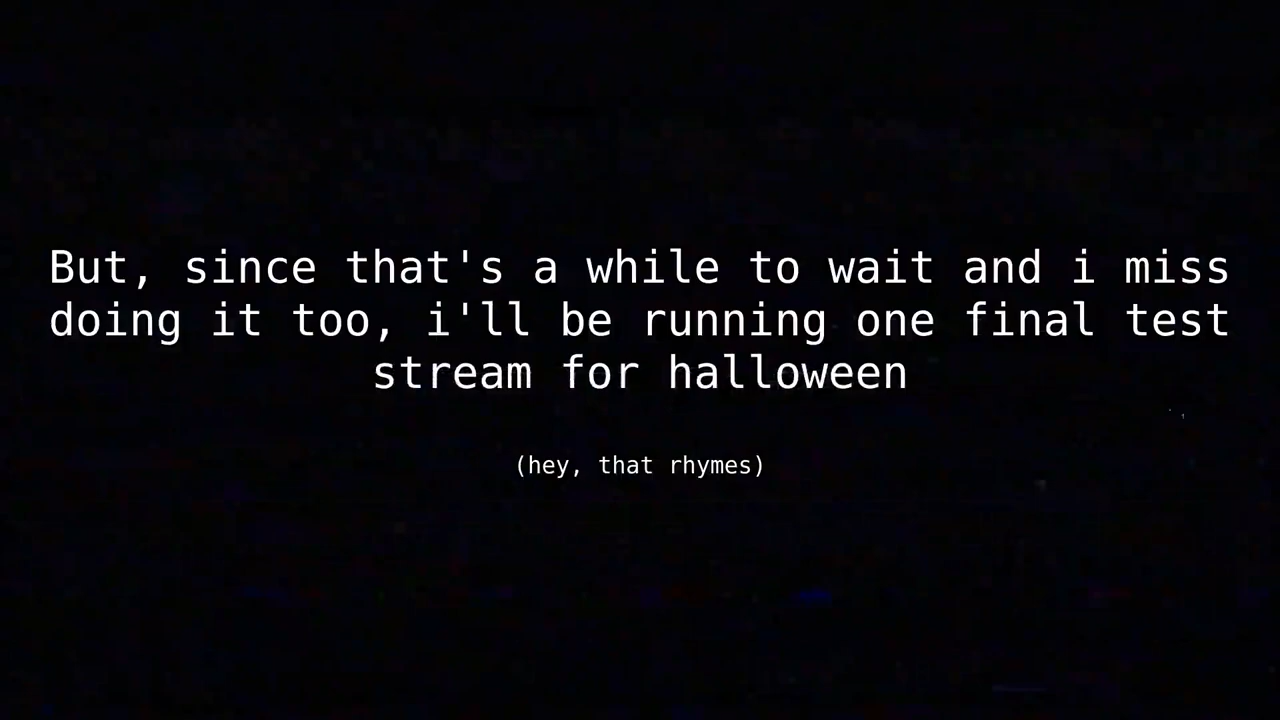 But, since that's a while to wait and i miss
doing it too, i'll be running one final test
stream for halloween
(hey, that rhymes)